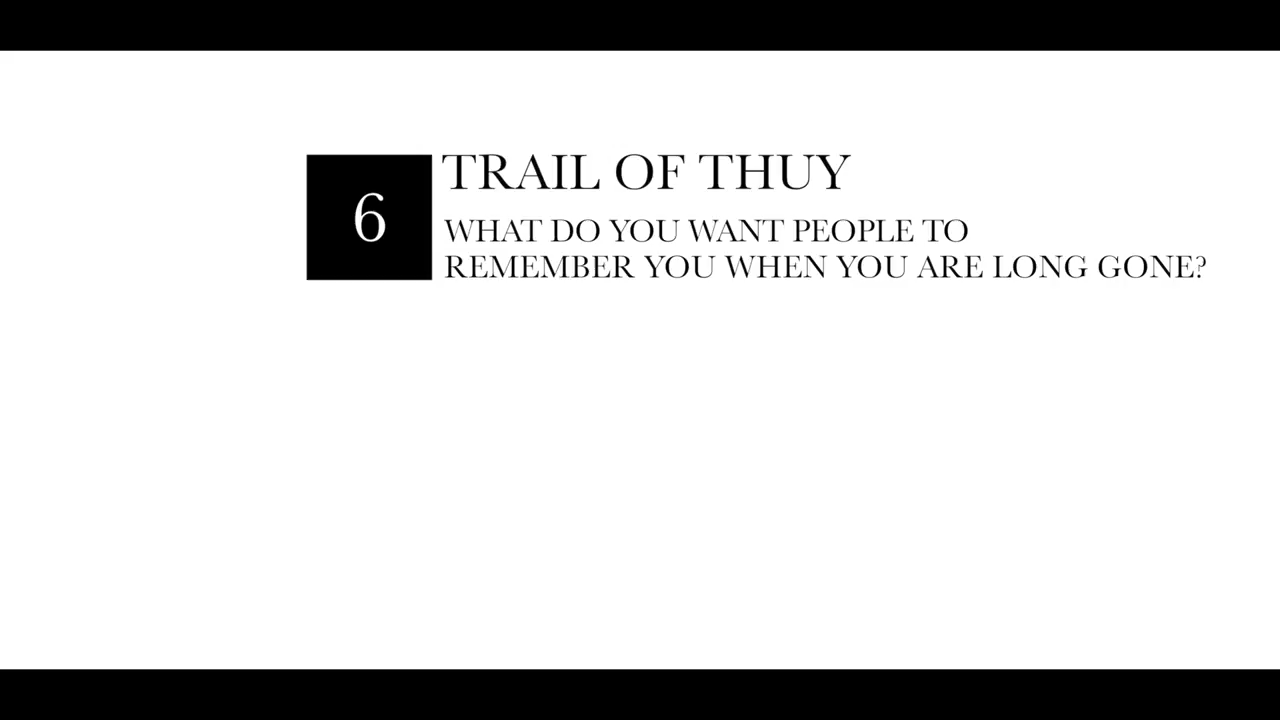 6
TRAIL OF THUY
WHAT DO YOU WANT PEOPLE TO
REMEMBER YOU WHEN YOU ARE LONG GONE?